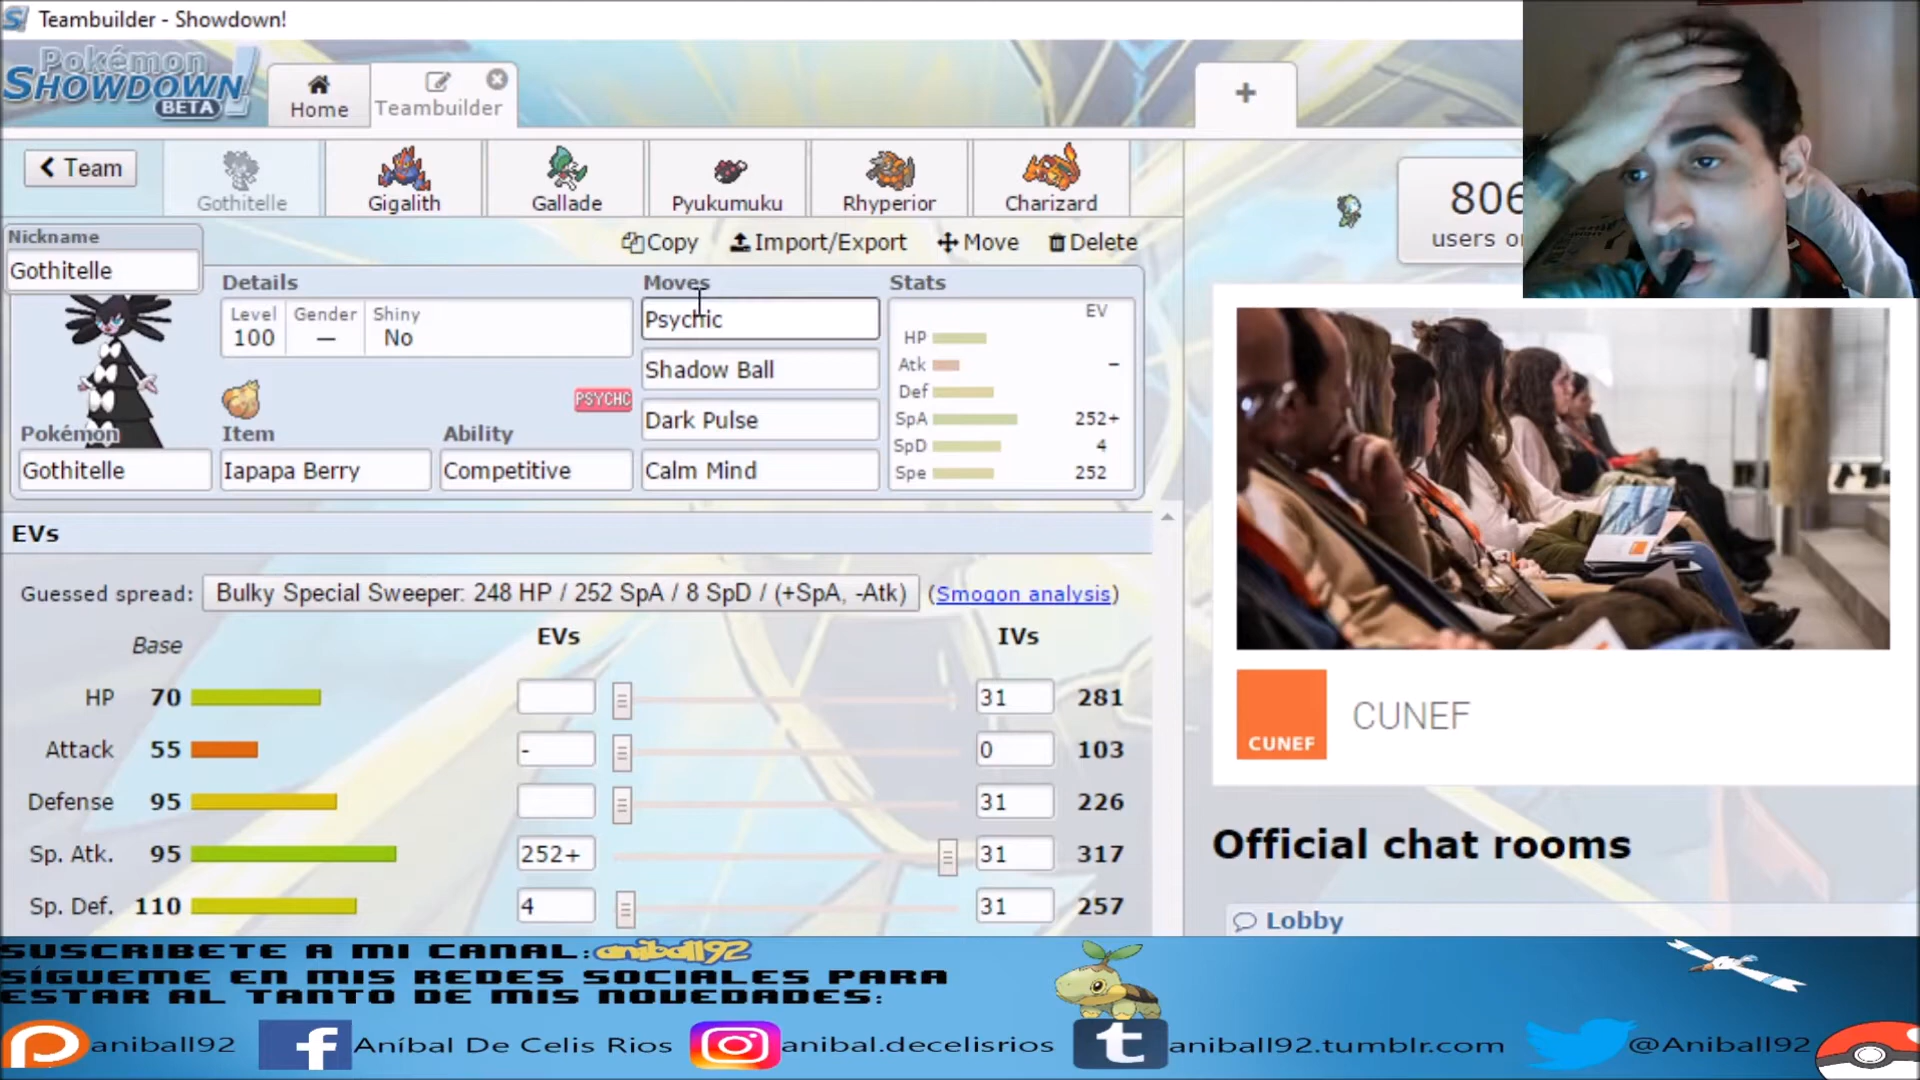 Teambuilder - Showdown!
Pokémon
SHOWDOWN!
BETA
Home
Teambuilder
+
Team
Gothitelle
Gigalith
Gallade
Pyukumuku
Rhyperior
Charizard
806
users o
Copy
Import/Export
Move
Delete
Nickname
Gothitelle
Details
Moves
Stats
Level
100
Gender
—
Shiny
No
Psychic
Shadow Ball
Dark Pulse
Calm Mind
EV
HP
Atk –
Def
SpA 252+
SpD 4
Spe 252
PSYCHC
Pokémon
Gothitelle
Item
Iapapa Berry
Ability
Competitive
EVs
Guessed spread: Bulky Special Sweeper: 248 HP / 252 SpA / 8 SpD / (+SpA, -Atk) (Smogon analysis)
Base EVs IVs
HP 70 31 281
Attack 55 - 0 103
Defense 95 31 226
Sp. Atk. 95 252+ 31 317
Sp. Def. 110 4 31 257
CUNEF
CUNEF
Official chat rooms
Lobby
SUSCRIBETE A MI CANAL: aniball92
SÍGUEME EN MIS REDES SOCIALES PARA
ESTAR AL TANTO DE MIS NOVEDADES:
aniball92
Aníbal De Celis Rios
anibal.decelisrios
aniball92.tumblr.com
@Aniball92